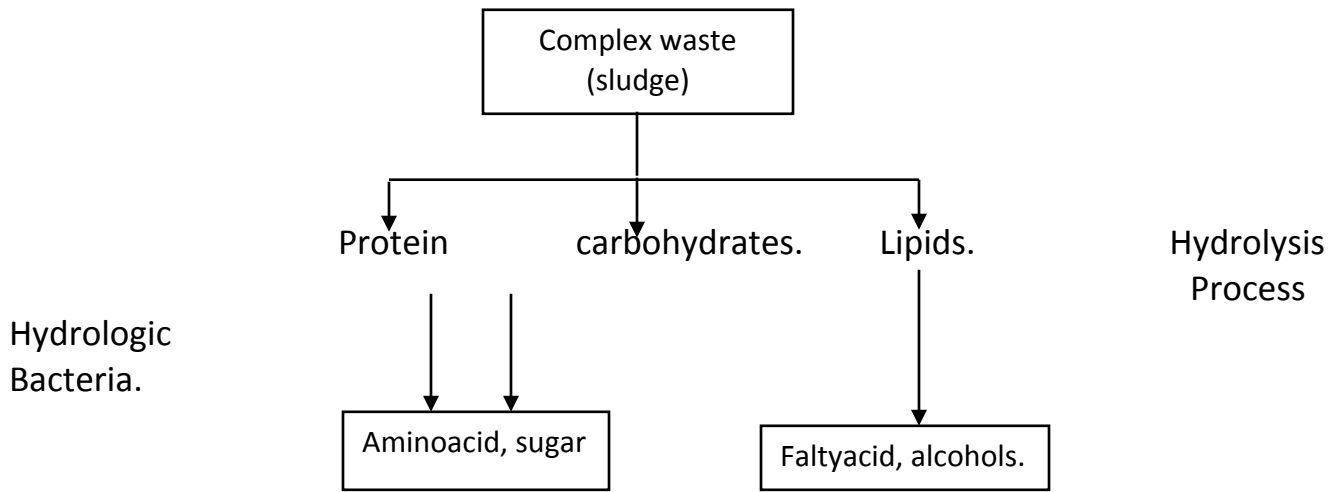 Complex waste
(sludge)
Protein carbohydrates. Lipids. Hydrolysis
Process
Hydrologic
Bacteria.
Aminoacid, sugar
Faltyacid, alcohols.